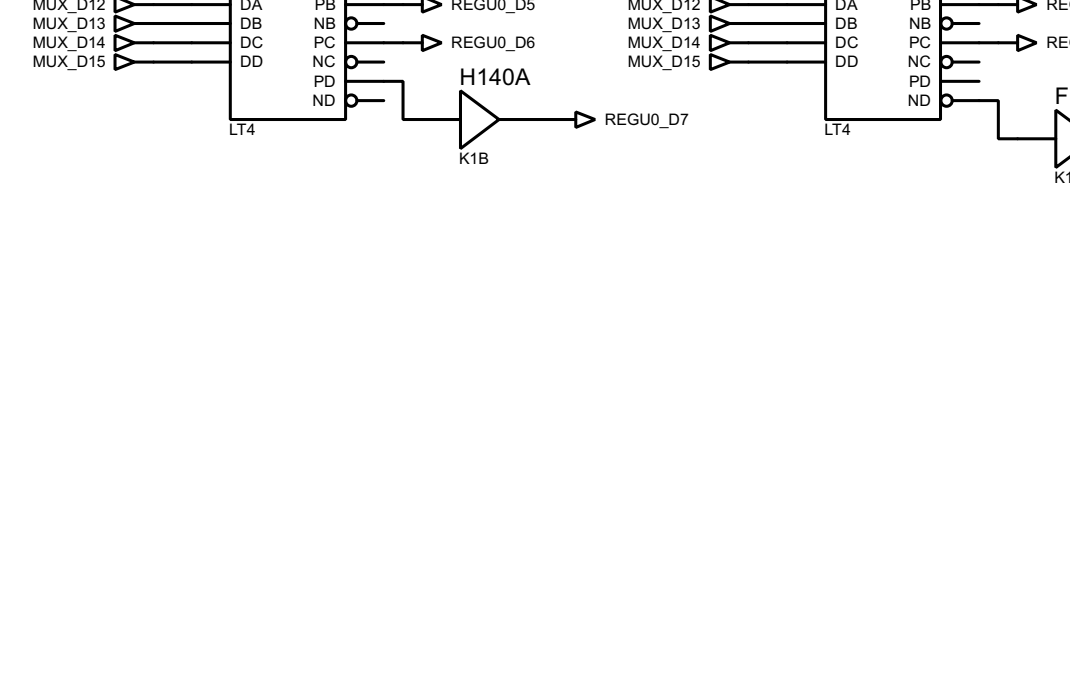 MUX_D12 DA PB REGU0_D5
MUX_D13 DB NB
MUX_D14 DC PC REGU0_D6
MUX_D15 DD NC
PD
ND
H140A
REGU0_D7
LT4
K1B
MUX_D12 DA PB
MUX_D13 DB NB
MUX_D14 DC PC
MUX_D15 DD NC
PD
ND
LT4